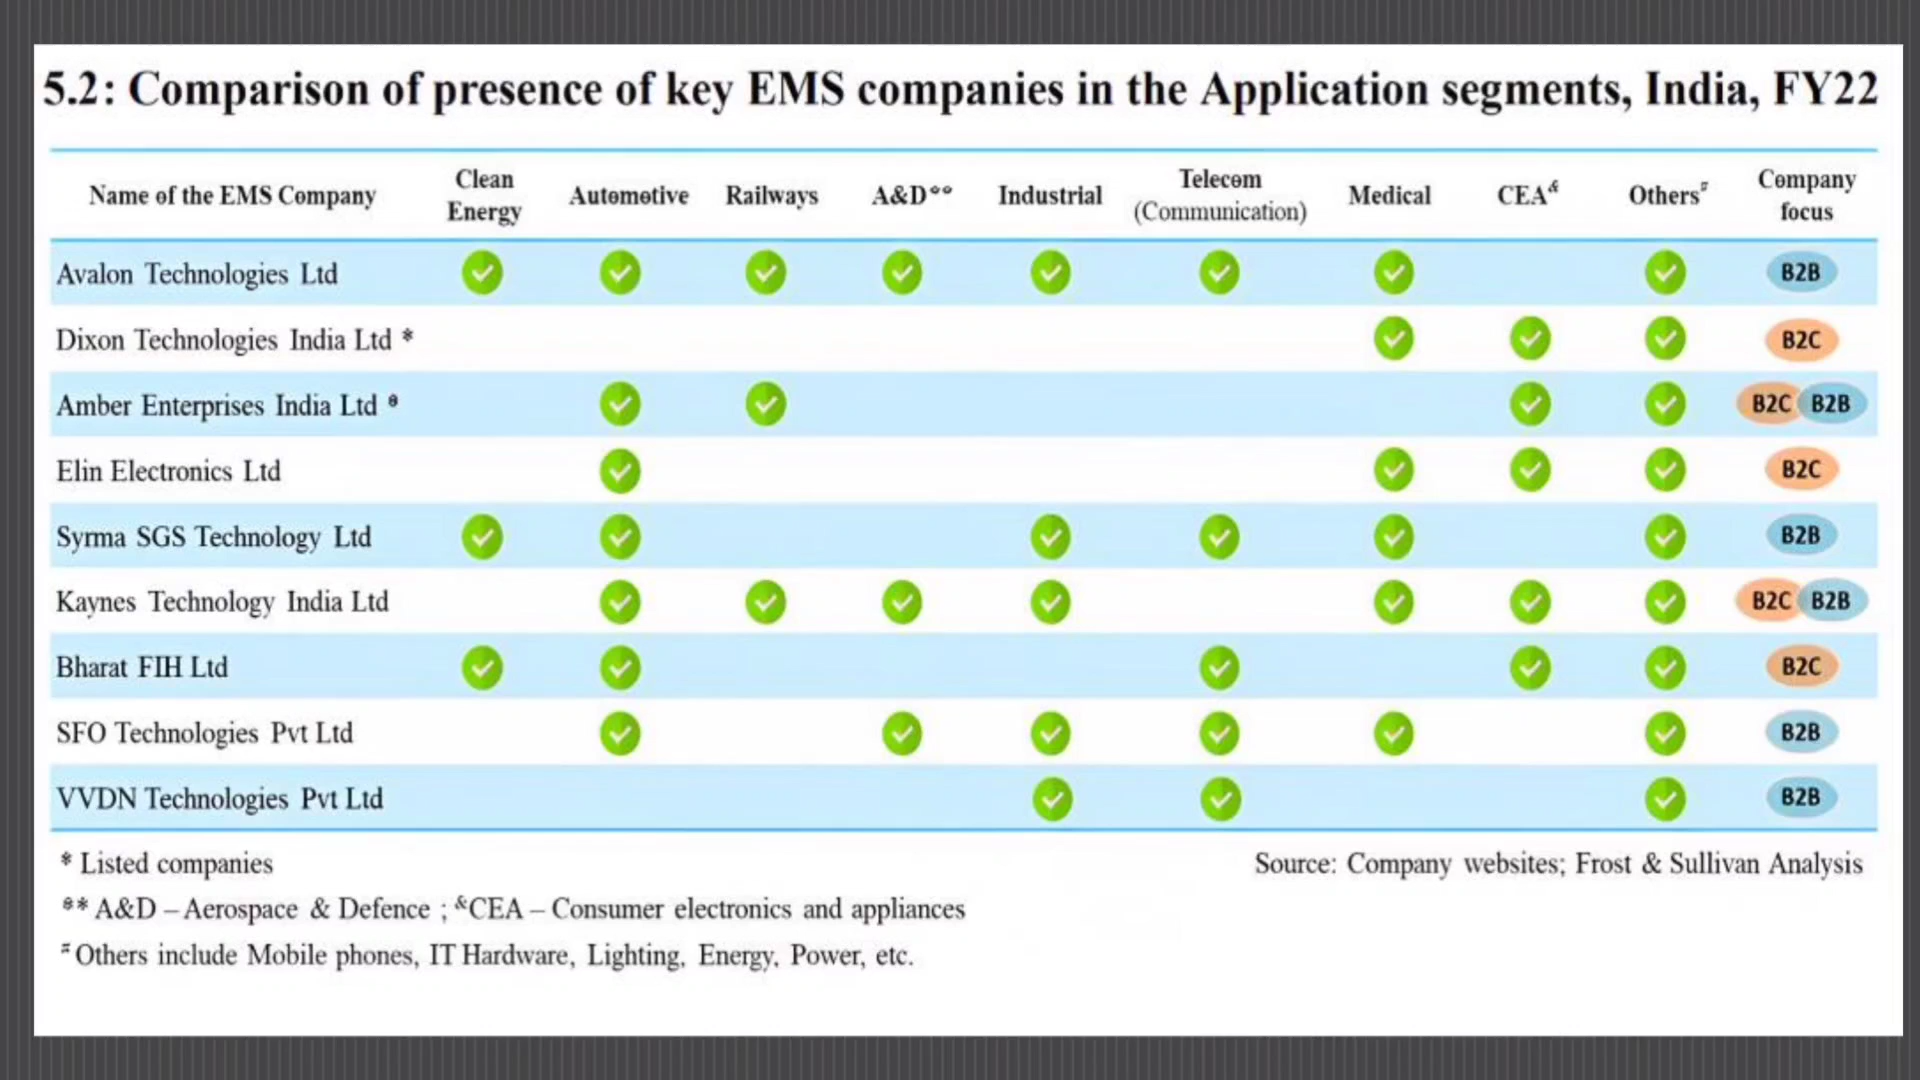 5.2: Comparison of presence of key EMS companies in the Application segments, India, FY22
Name of the EMS Company Clean Energy Automotive Railways A&D** Industrial Telecom (Communication) Medical CEA& Others# Company focus
Avalon Technologies Ltd B2B
Dixon Technologies India Ltd * B2C
Amber Enterprises India Ltd * B2C B2B
Elin Electronics Ltd B2C
Syrma SGS Technology Ltd B2B
Kaynes Technology India Ltd B2C B2B
Bharat FIH Ltd B2C
SFO Technologies Pvt Ltd B2B
VVDN Technologies Pvt Ltd B2B
* Listed companies
Source: Company websites; Frost & Sullivan Analysis
** A&D – Aerospace & Defence ; &CEA – Consumer electronics and appliances
# Others include Mobile phones, IT Hardware, Lighting, Energy, Power, etc.